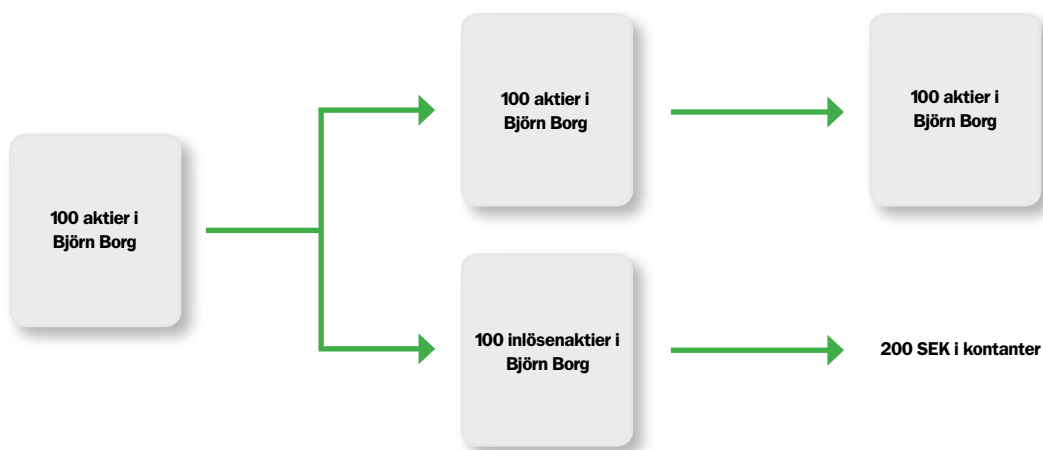 100 aktier i
Björn Borg
100 aktier i
Björn Borg
100 aktier i
Björn Borg
100 inlösenaktier i
Björn Borg
200 SEK i kontanter